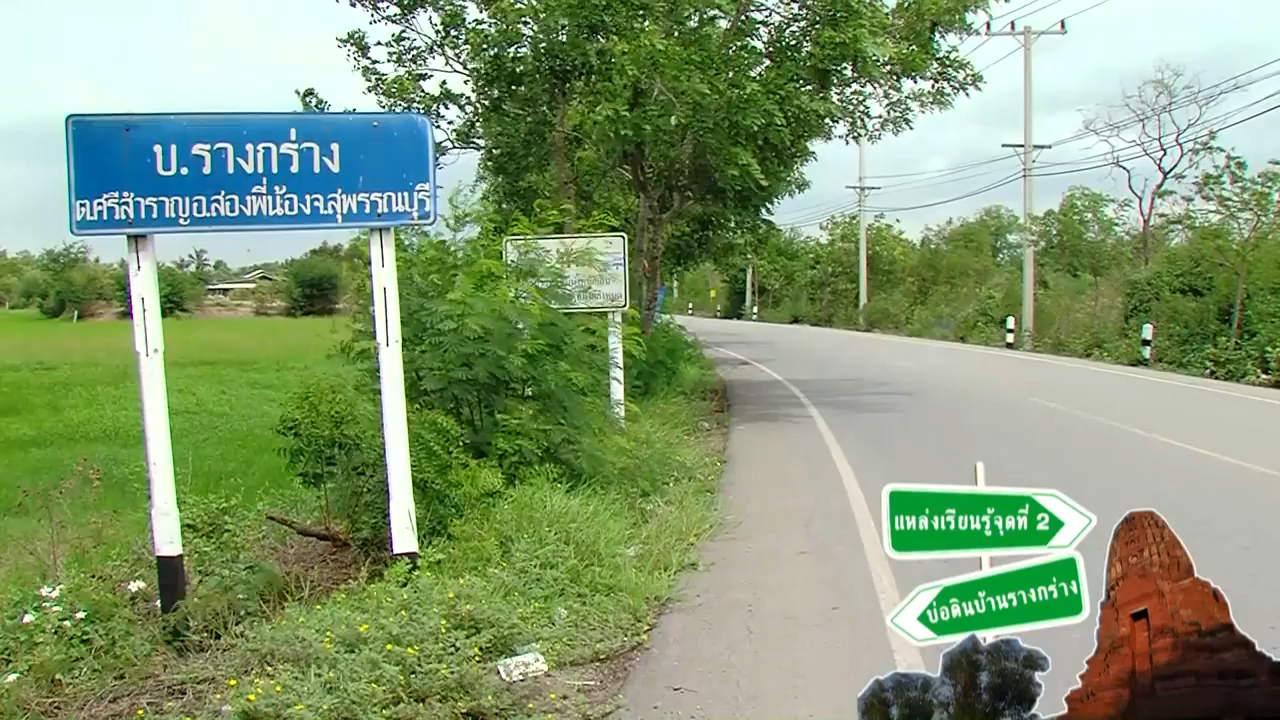 บ.รางกร่าง
ต.ศรีสำราญอ.สองพี่น้องจ.สุพรรณบุรี
แหล่งเรียนรู้จุดที่ 2
บ่อดินบ้านรางกร่าง